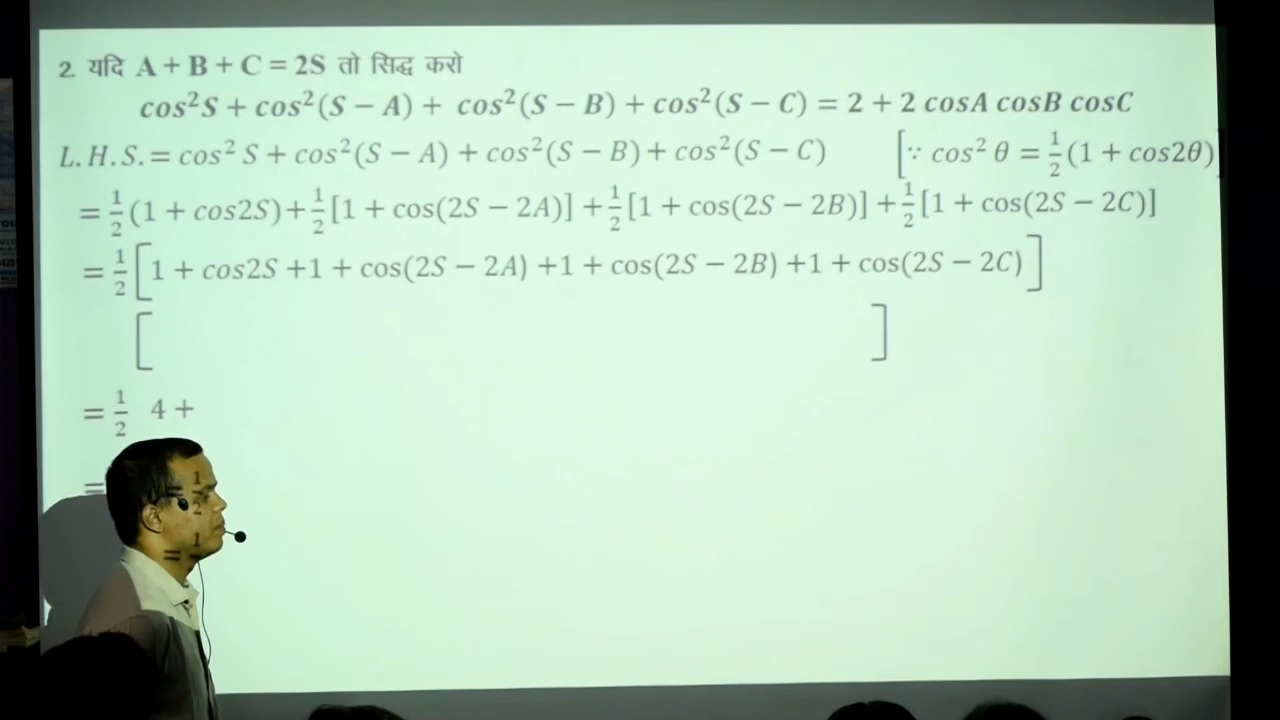 2. यदि A + B + C = 2S तो सिद्ध करो
cos²S + cos²(S − A) + cos²(S − B) + cos²(S − C) = 2 + 2 cosA cosB cosC
L.H.S. = cos² S + cos²(S − A) + cos²(S − B) + cos²(S − C) [∵ cos² θ = 1/2 (1 + cos2θ)]
= 1/2 (1 + cos2S) + 1/2 [1 + cos(2S − 2A)] + 1/2 [1 + cos(2S − 2B)] + 1/2 [1 + cos(2S − 2C)]
= 1/2 [1 + cos2S +1 + cos(2S − 2A) +1 + cos(2S − 2B) +1 + cos(2S − 2C)]
[ ]
= 1/2 4 +
= 1/2
= 1